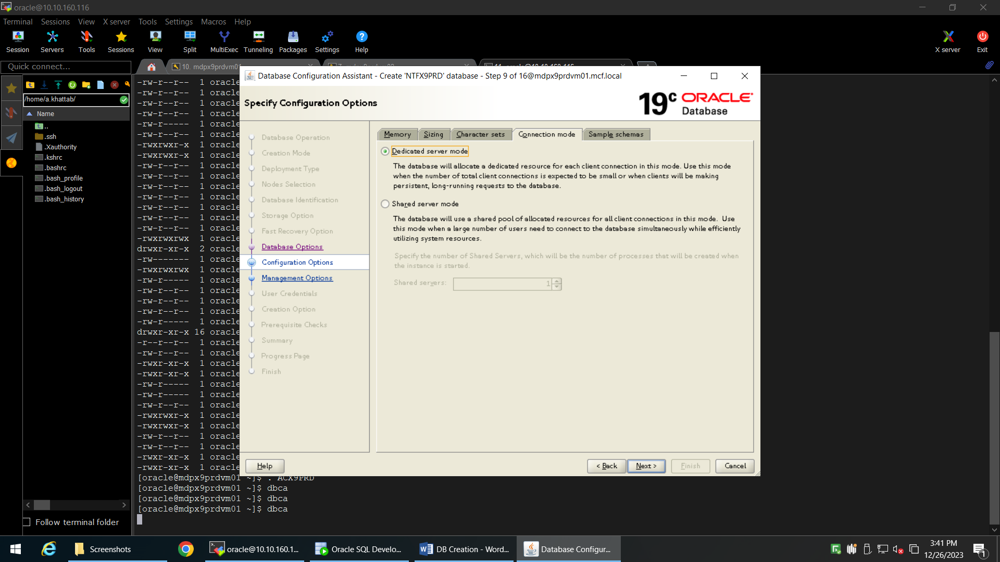 oracle@10.10.160.116
Terminal Sessions View X server Tools Settings Macros Help
Session Servers Tools Sessions View Split MultiExec Tunneling Packages Settings Help X server Exit
Quick connect...
10. mdpx9prdvm01
/home/a.khattab/
Name
..
.ssh
.Xauthority
.kshrc
.bashrc
.bash_profile
.bash_logout
.bash_history
Follow terminal folder
-rw-r--r-- 1 oracle
-rw-r--r-- 1 oracle
-rw-r--r-- 1 oracle
-rw-r--r-- 1 oracle
-rw-r----- 1 oracle
-rw-r--r-- 1 oracle
-rwxrwxr-x 1 oracle
-rwxrwxr-x 1 oracle
-rw-r--r-- 1 oracle
-rw-r--r-- 1 oracle
-rw-r--r-- 1 oracle
-rw-r--r-- 1 oracle
-rw-r--r-- 1 oracle
-rw-r--r-- 1 oracle
-rw-r--r-- 1 oracle
-rwxrwxrwx 1 oracle
drwxr-xr-x 2 oracle
-rw------- 1 oracle
-rwxrwxrwx 1 oracle
-rw-r----- 1 oracle
-rw-r--r-- 1 oracle
-rw-r--r-- 1 oracle
-rw-r--r-- 1 oracle
-rw-r----- 1 oracle
drwxr-xr-x 16 oracle
-r--r--r-- 1 oracle
-rw-r--r-- 1 oracle
-rwxr-xr-x 1 oracle
-rwxr-xr-x 1 oracle
-rw-r----- 1 oracle
-rw-r----- 1 oracle
-rw-r--r-- 1 oracle
-rwxrwxr-x 1 oracle
-rwxrwxr-x 1 oracle
-rw-r--r-- 1 oracle
-rw-r--r-- 1 oracle
-rwxr-xr-x 1 oracle
-rwxr-xr-x 1 oracle
[oracle@mdpx9prdvm01 ~]$ . ACX9PRD
[oracle@mdpx9prdvm01 ~]$ dbca
[oracle@mdpx9prdvm01 ~]$ dbca
[oracle@mdpx9prdvm01 ~]$ dbca
Database Configuration Assistant - Create 'NTFX9PRD' database - Step 9 of 16@mdpx9prdvm01.mcf.local
Specify Configuration Options
19c ORACLE
Database
Database Operation
Creation Mode
Deployment Type
Nodes Selection
Database Identification
Storage Option
Fast Recovery Option
Database Options
Configuration Options
Management Options
User Credentials
Creation Option
Prerequisite Checks
Summary
Progress Page
Finish
Memory Sizing Character sets Connection mode Sample schemas
Dedicated server mode
The database will allocate a dedicated resource for each client connection in this mode. Use this mode
when the number of total client connections is expected to be small or when clients will be making
persistent, long-running requests to the database.
Shared server mode
The database will use a shared pool of allocated resources for all client connections in this mode. Use
this mode when a large number of users need to connect to the database simultaneously while efficiently
utilizing system resources.
Specify the number of Shared Servers, which will be the number of processes that will be created when
the instance is started.
Shared servers: 1
Help < Back Next > Finish Cancel
Screenshots
oracle@10.10.160.1...
Oracle SQL Develo...
DB Creation - Word...
Database Configur...
3:41 PM
12/26/2023
1